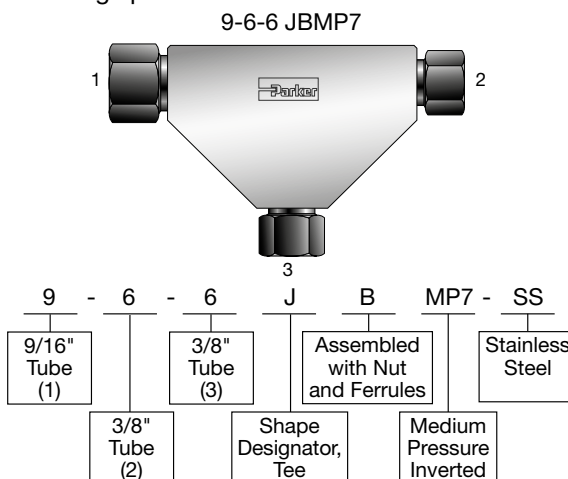 9-6-6 JBMP7
1
Parker
2
3
9 - 6 - 6 J B MP7 - SS
9/16"
Tube
(1)
3/8"
Tube
(2)
3/8"
Tube
(3)
Shape
Designator,
Tee
Assembled
with Nut
and Ferrules
Medium
Pressure
Inverted
Stainless
Steel